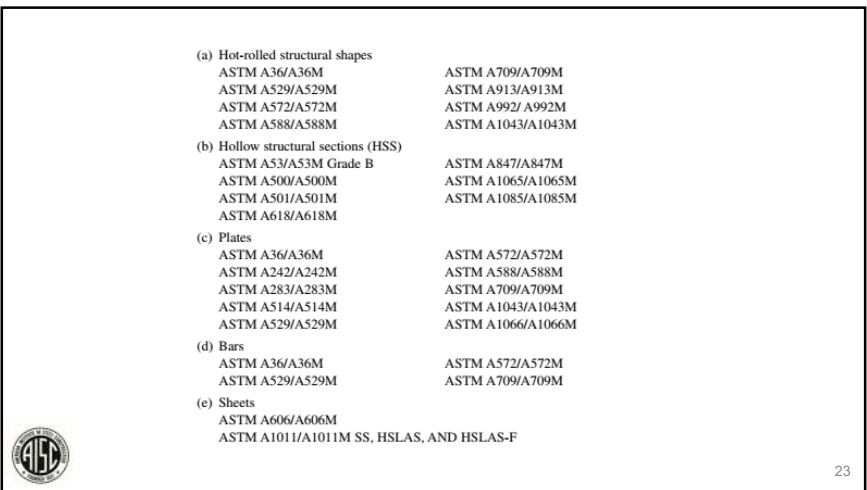 (a) Hot-rolled structural shapes
ASTM A36/A36M ASTM A709/A709M
ASTM A529/A529M ASTM A913/A913M
ASTM A572/A572M ASTM A992/ A992M
ASTM A588/A588M ASTM A1043/A1043M
(b) Hollow structural sections (HSS)
ASTM A53/A53M Grade B ASTM A847/A847M
ASTM A500/A500M ASTM A1065/A1065M
ASTM A501/A501M ASTM A1085/A1085M
ASTM A618/A618M
(c) Plates
ASTM A36/A36M ASTM A572/A572M
ASTM A242/A242M ASTM A588/A588M
ASTM A283/A283M ASTM A709/A709M
ASTM A514/A514M ASTM A1043/A1043M
ASTM A529/A529M ASTM A1066/A1066M
(d) Bars
ASTM A36/A36M ASTM A572/A572M
ASTM A529/A529M ASTM A709/A709M
(e) Sheets
ASTM A606/A606M
ASTM A1011/A1011M SS, HSLAS, AND HSLAS-F
AISC
23